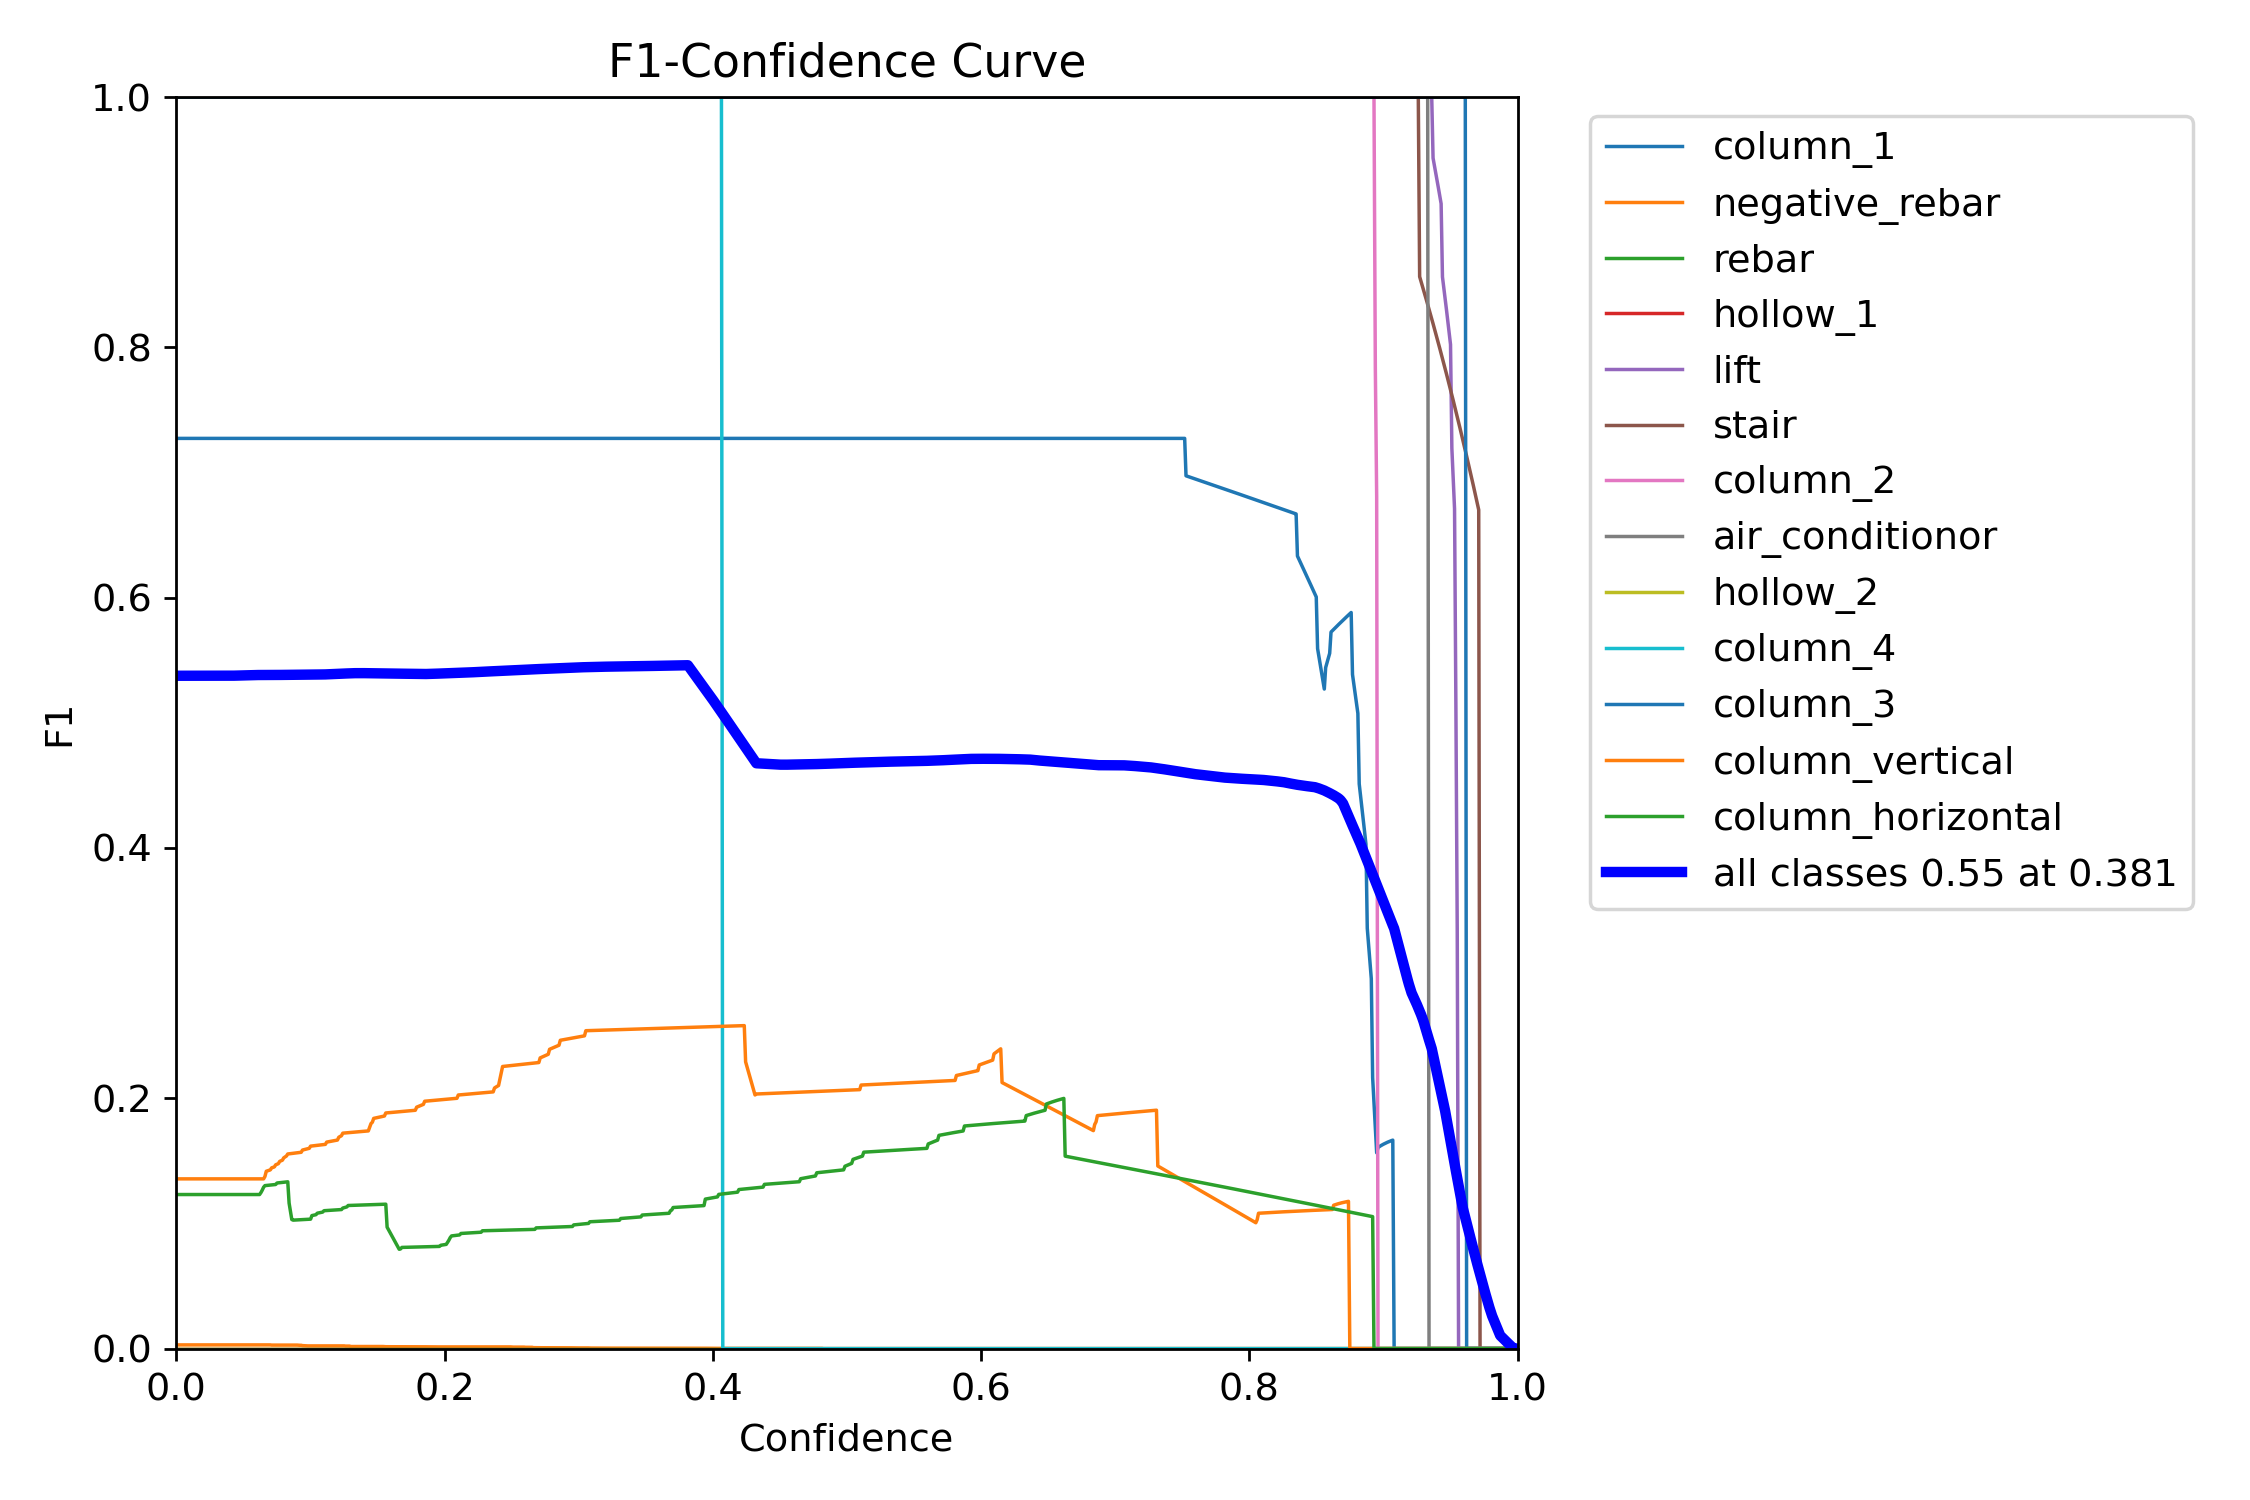 F1-Confidence Curve
1.0
0.8
0.6
0.4
0.2
0.0
F1
0.0 0.2 0.4 0.6 0.8 1.0
Confidence
column_1
negative_rebar
rebar
hollow_1
lift
stair
column_2
air_conditionor
hollow_2
column_4
column_3
column_vertical
column_horizontal
all classes 0.55 at 0.381